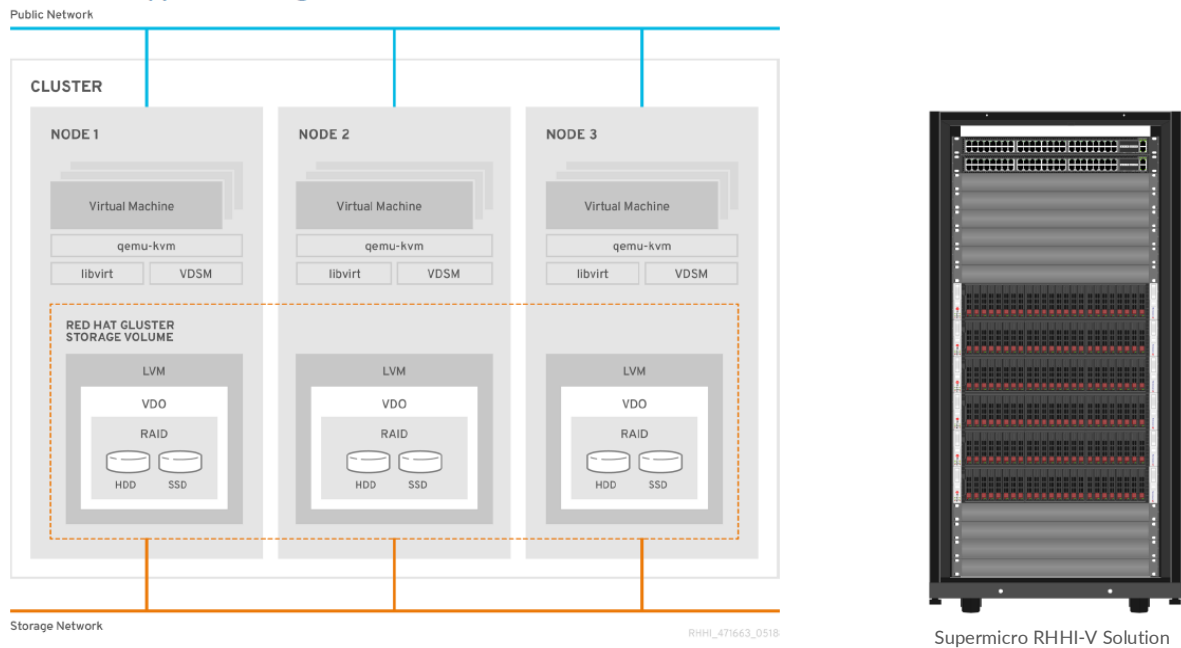 Public Network
CLUSTER
NODE 1
Virtual Machine
qemu-kvm
libvirt
VDSM
NODE 2
Virtual Machine
qemu-kvm
libvirt
VDSM
NODE 3
Virtual Machine
qemu-kvm
libvirt
VDSM
RED HAT GLUSTER
STORAGE VOLUME
LVM
VDO
RAID
HDD
SSD
LVM
VDO
RAID
HDD
SSD
LVM
VDO
RAID
HDD
SSD
Storage Network
RHHI_471663_0518
Supermicro RHHI-V Solution